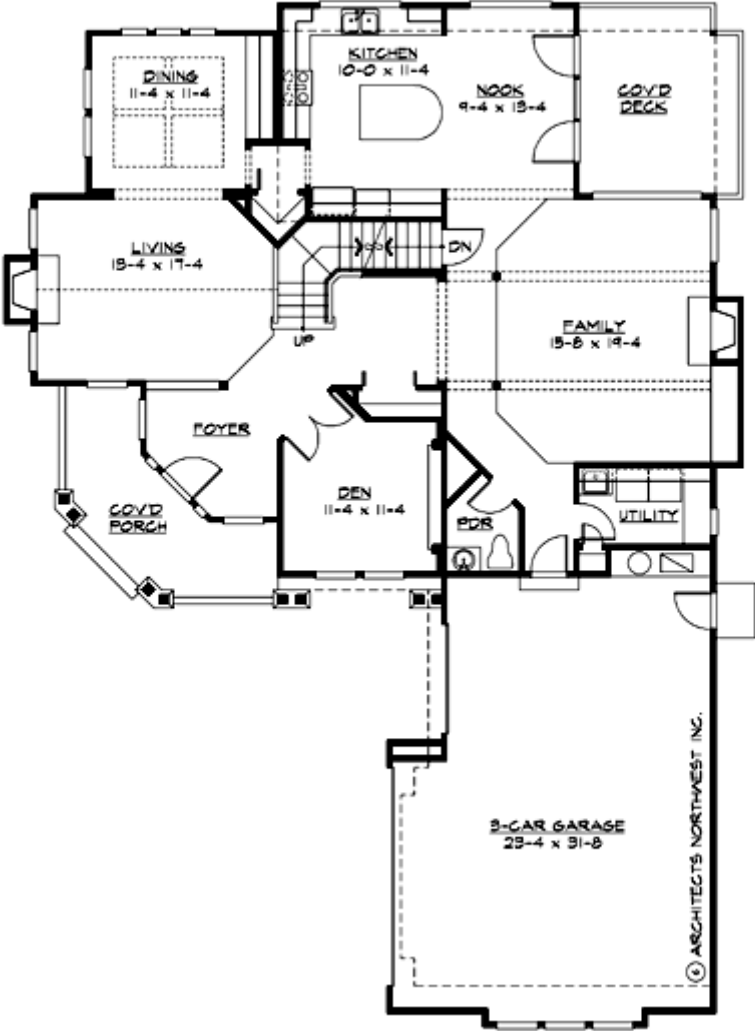 KITCHEN
10-0 x 11-4
DINING
11-4 x 11-4
NOOK
9-4 x 13-4
COV'D
DECK
LIVING
13-4 x 17-4
DN
UP
FAMILY
15-8 x 19-4
FOYER
DEN
11-4 x 11-4
COV'D
PORCH
PDR
UTILITY
3-CAR GARAGE
23-4 x 31-8
© ARCHITECTS NORTHWEST INC.